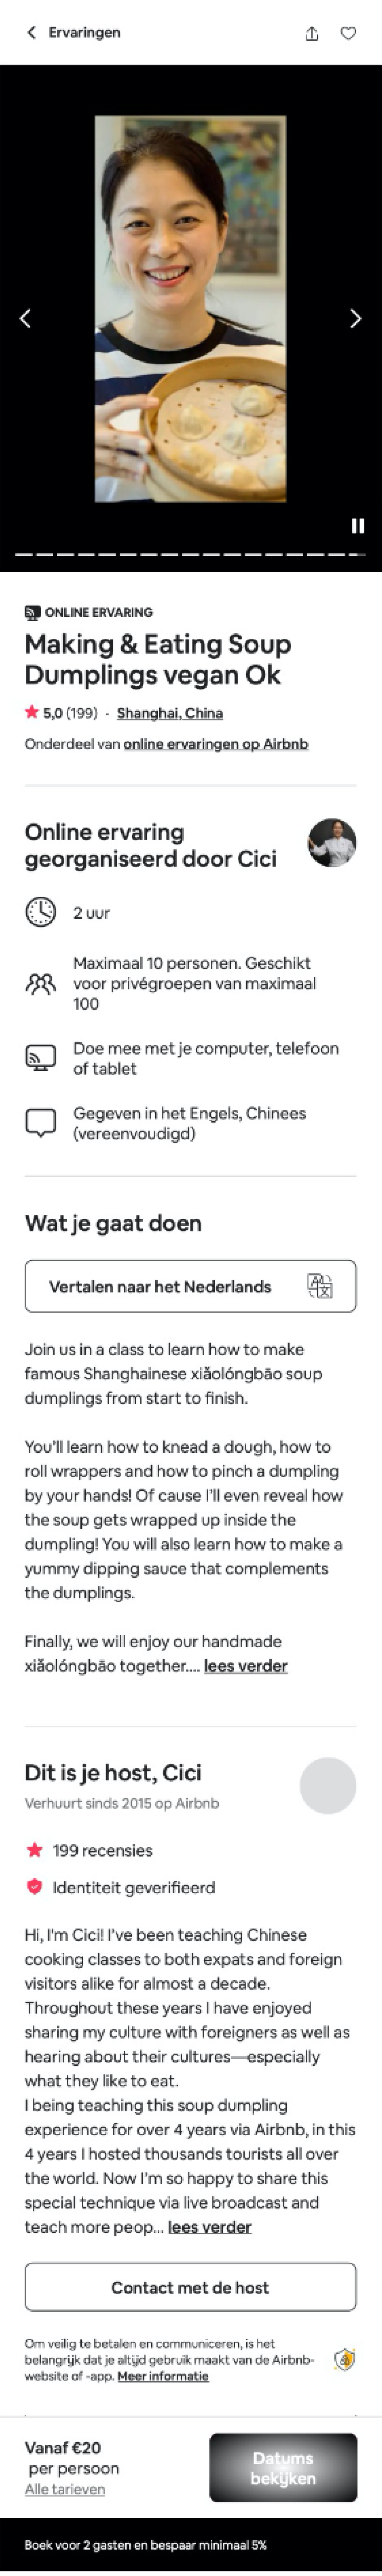 Ervaringen
ONLINE ERVARING
Making & Eating Soup
Dumplings vegan Ok
5,0 (199) · Shanghai, China
Onderdeel van online ervaringen op Airbnb
Online ervaring
georganiseerd door Cici
2 uur
Maximaal 10 personen. Geschikt
voor privégroepen van maximaal
100
Doe mee met je computer, telefoon
of tablet
Gegeven in het Engels, Chinees
(vereenvoudigd)
Wat je gaat doen
Vertalen naar het Nederlands
Join us in a class to learn how to make
famous Shanghainese xiǎolóngbāo soup
dumplings from start to finish.
You'll learn how to knead a dough, how to
roll wrappers and how to pinch a dumpling
by your hands! Of cause I'll even reveal how
the soup gets wrapped up inside the
dumpling! You will also learn how to make a
yummy dipping sauce that complements
the dumplings.
Finally, we will enjoy our handmade
xiǎolóngbāo together.... lees verder
Dit is je host, Cici
Verhuurt sinds 2015 op Airbnb
199 recensies
Identiteit geverifieerd
Hi, I'm Cici! I've been teaching Chinese
cooking classes to both expats and foreign
visitors alike for almost a decade.
Throughout these years I have enjoyed
sharing my culture with foreigners as well as
hearing about their cultures—especially
what they like to eat.
I being teaching this soup dumpling
experience for over 4 years via Airbnb, in this
4 years I hosted thousands tourists all over
the world. Now I'm so happy to share this
special technique via live broadcast and
teach more peop... lees verder
Contact met de host
Om veilig te betalen en communiceren, is het
belangrijk dat je altijd gebruik maakt van de Airbnb-
website of -app. Meer informatie
Vanaf €20
per persoon
Alle tarieven
Datums
bekijken
Boek voor 2 gasten en bespaar minimaal 5%